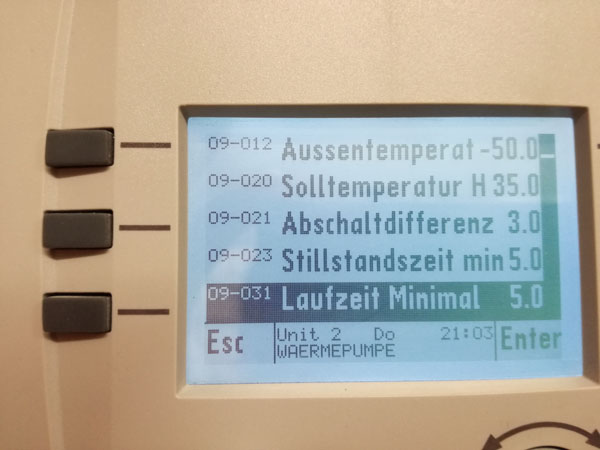 09-012 Aussentemperat -50.0
09-020 Solltemperatur H 35.0
09-021 Abschaltdifferenz 3.0
09-023 Stillstandszeit min 5.0
09-031 Laufzeit Minimal 5.0
Esc
Unit 2 Do 21:03
WAERMEPUMPE
Enter